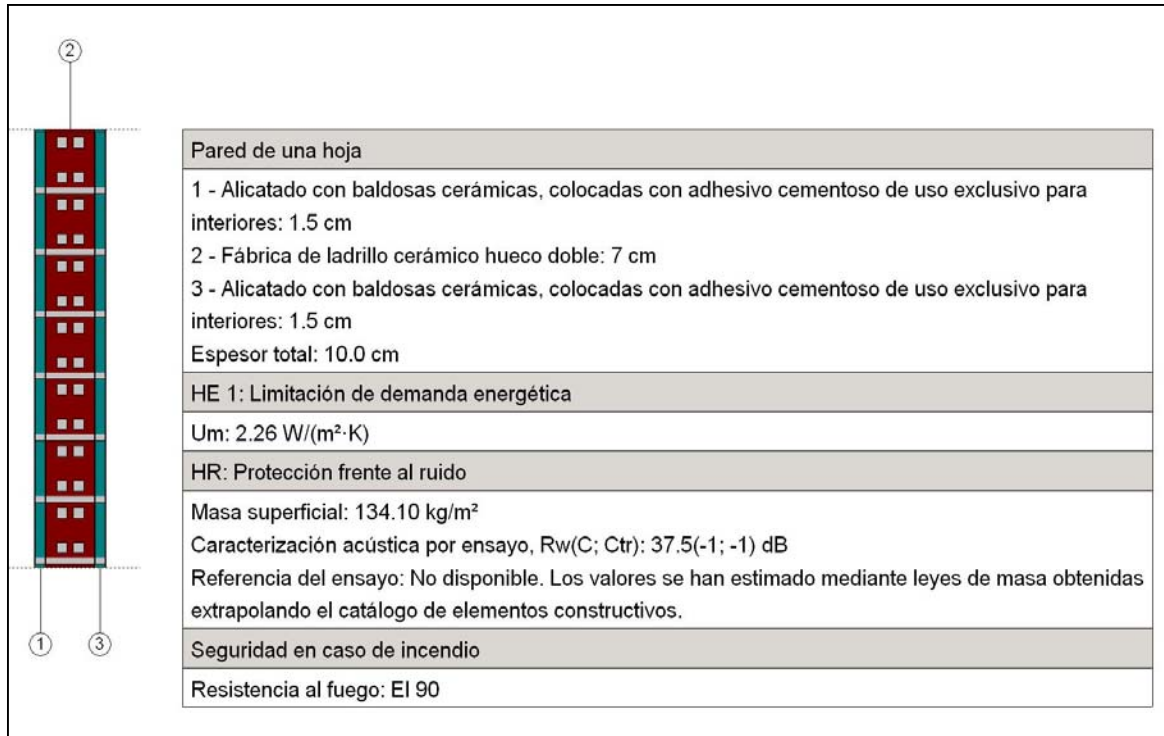 2
Pared de una hoja
1 - Alicatado con baldosas cerámicas, colocadas con adhesivo cementoso de uso exclusivo para
interiores: 1.5 cm
2 - Fábrica de ladrillo cerámico hueco doble: 7 cm
3 - Alicatado con baldosas cerámicas, colocadas con adhesivo cementoso de uso exclusivo para
interiores: 1.5 cm
Espesor total: 10.0 cm
HE 1: Limitación de demanda energética
Um: 2.26 W/(m²·K)
HR: Protección frente al ruido
Masa superficial: 134.10 kg/m²
Caracterización acústica por ensayo, Rw(C; Ctr): 37.5(-1; -1) dB
Referencia del ensayo: No disponible. Los valores se han estimado mediante leyes de masa obtenidas
extrapolando el catálogo de elementos constructivos.
Seguridad en caso de incendio
Resistencia al fuego: EI 90
1 3